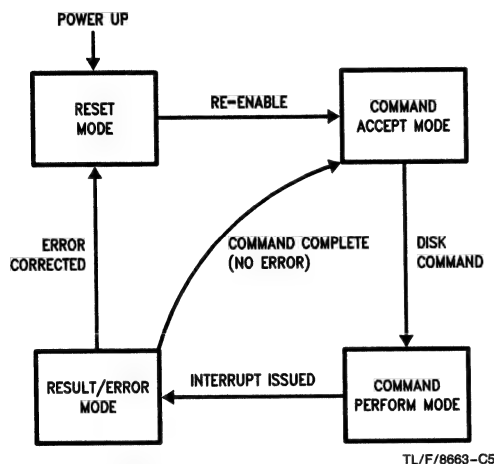 POWER UP
RESET
MODE
RE-ENABLE
COMMAND
ACCEPT MODE
ERROR
CORRECTED
COMMAND COMPLETE
(NO ERROR)
DISK
COMMAND
RESULT/ERROR
MODE
INTERRUPT ISSUED
COMMAND
PERFORM MODE
TL/F/8663-C5